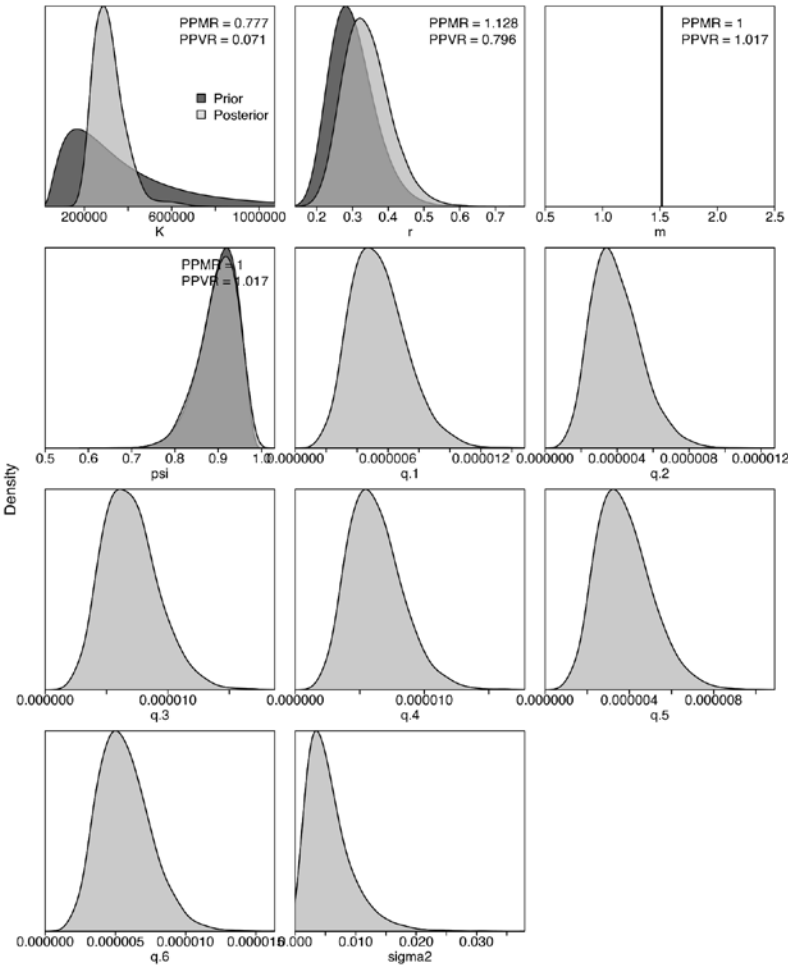 PPMR = 0.777
PPVR = 0.071
Prior
Posterior
200000 600000 1000000
K
PPMR = 1.128
PPVR = 0.796
0.2 0.3 0.4 0.5 0.6 0.7
r
PPMR = 1
PPVR = 1.017
0.5 1.0 1.5 2.0 2.5
m
PPMR = 1
PPVR = 1.017
0.5 0.6 0.7 0.8 0.9 1.0
psi
0.000000 0.000006 0.000012
q.1
0.000000 0.000004 0.000008 0.000012
q.2
Density
0.000000 0.000010
q.3
0.000000 0.000010
q.4
0.000000 0.000004 0.000008
q.5
0.000000 0.000005 0.000010 0.000015
q.6
0.000 0.010 0.020 0.030
sigma2